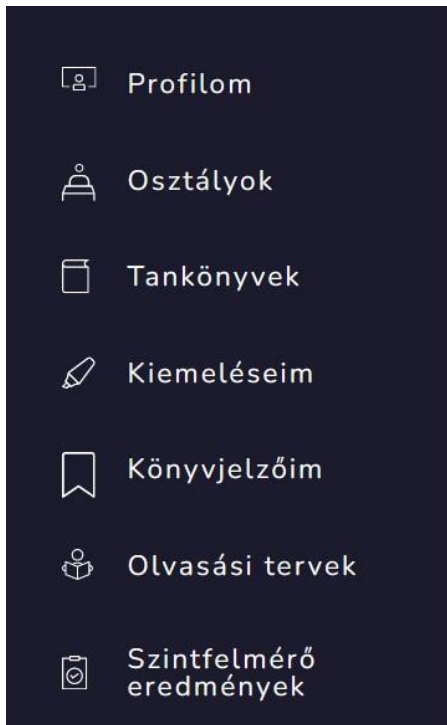 Profilom
Osztályok
Tankönyvek
Kiemeléseim
Könyvjelzőim
Olvasási tervek
Szintfelmérő
eredmények